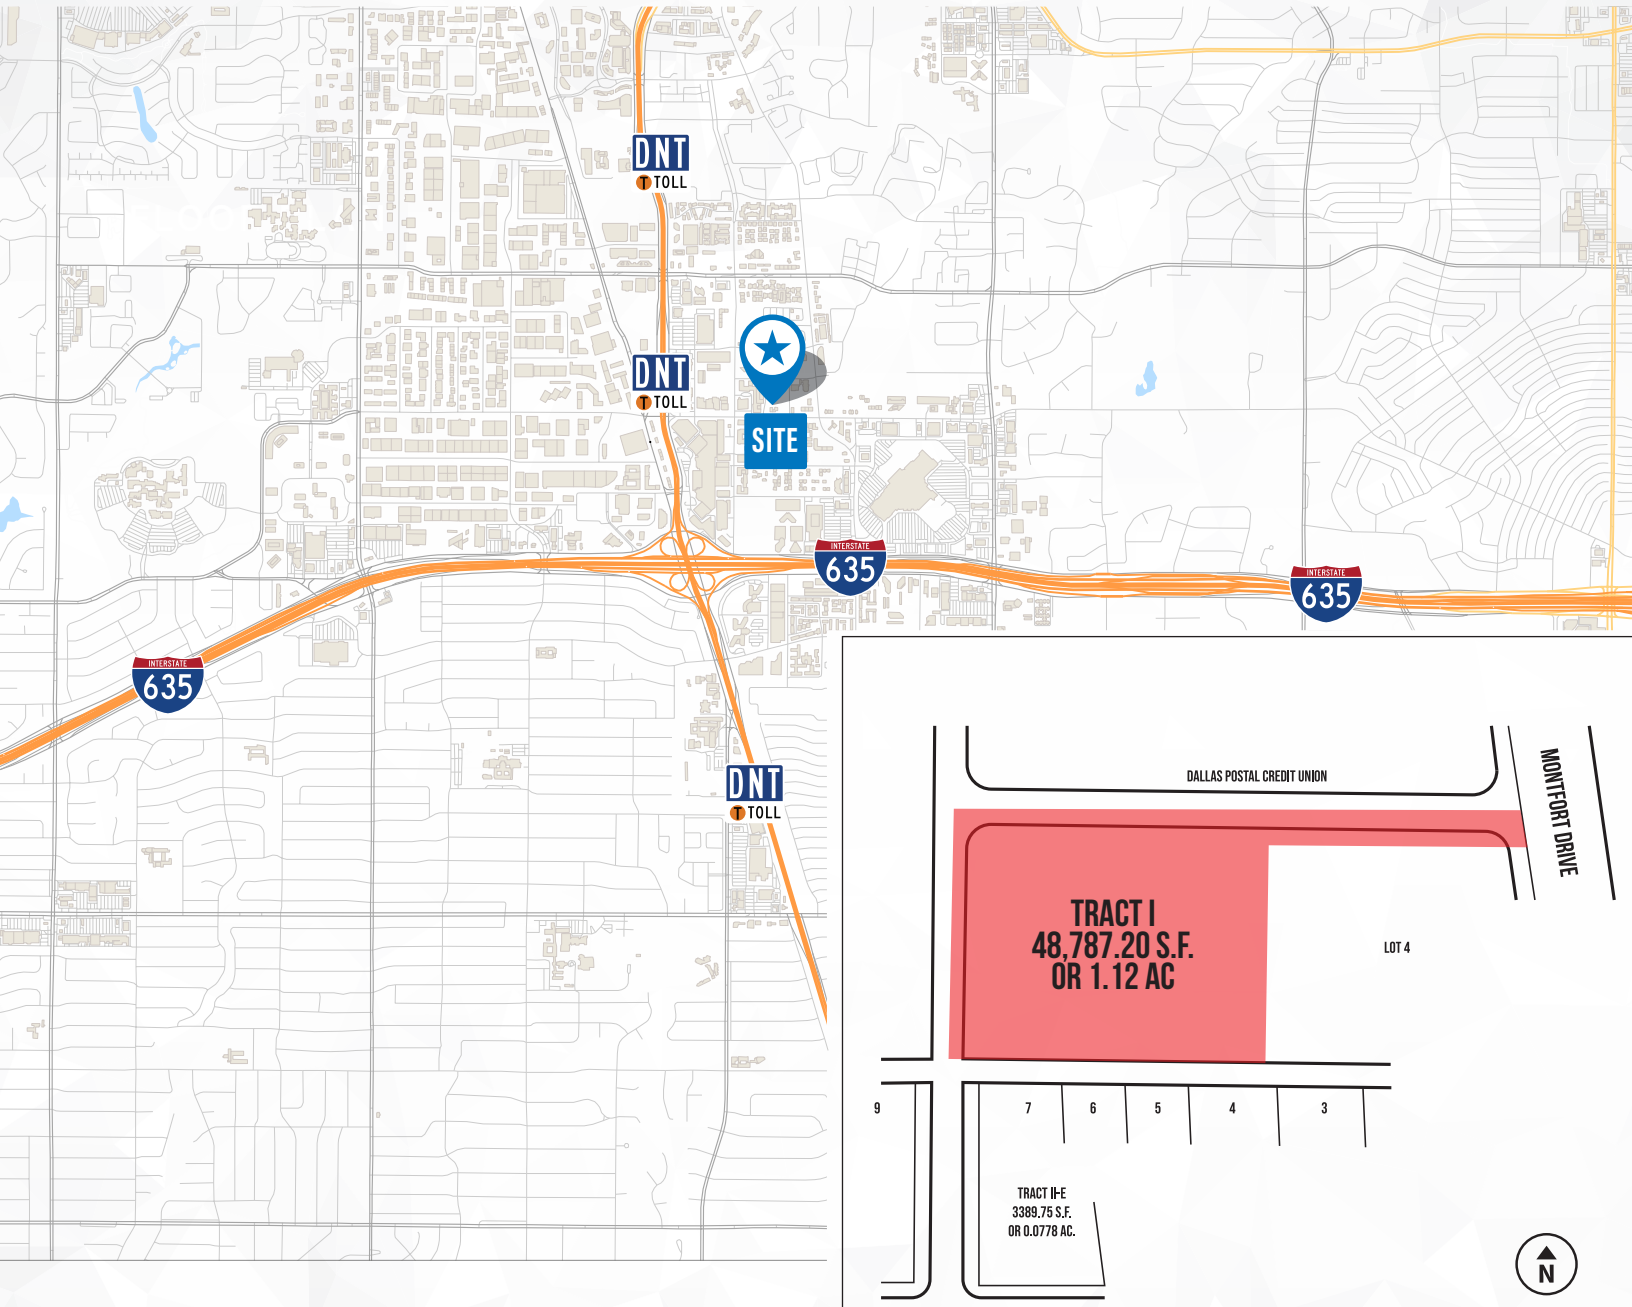 DNT
T TOLL
DNT
T TOLL
SITE
INTERSTATE
635
INTERSTATE
635
INTERSTATE
635
DNT
T TOLL
DALLAS POSTAL CREDIT UNION
MONTFORT DRIVE
TRACT I
48,787.20 S.F.
OR 1.12 AC
LOT 4
9
7
6
5
4
3
TRACT II-E
3389.75 S.F.
OR 0.0778 AC.
N